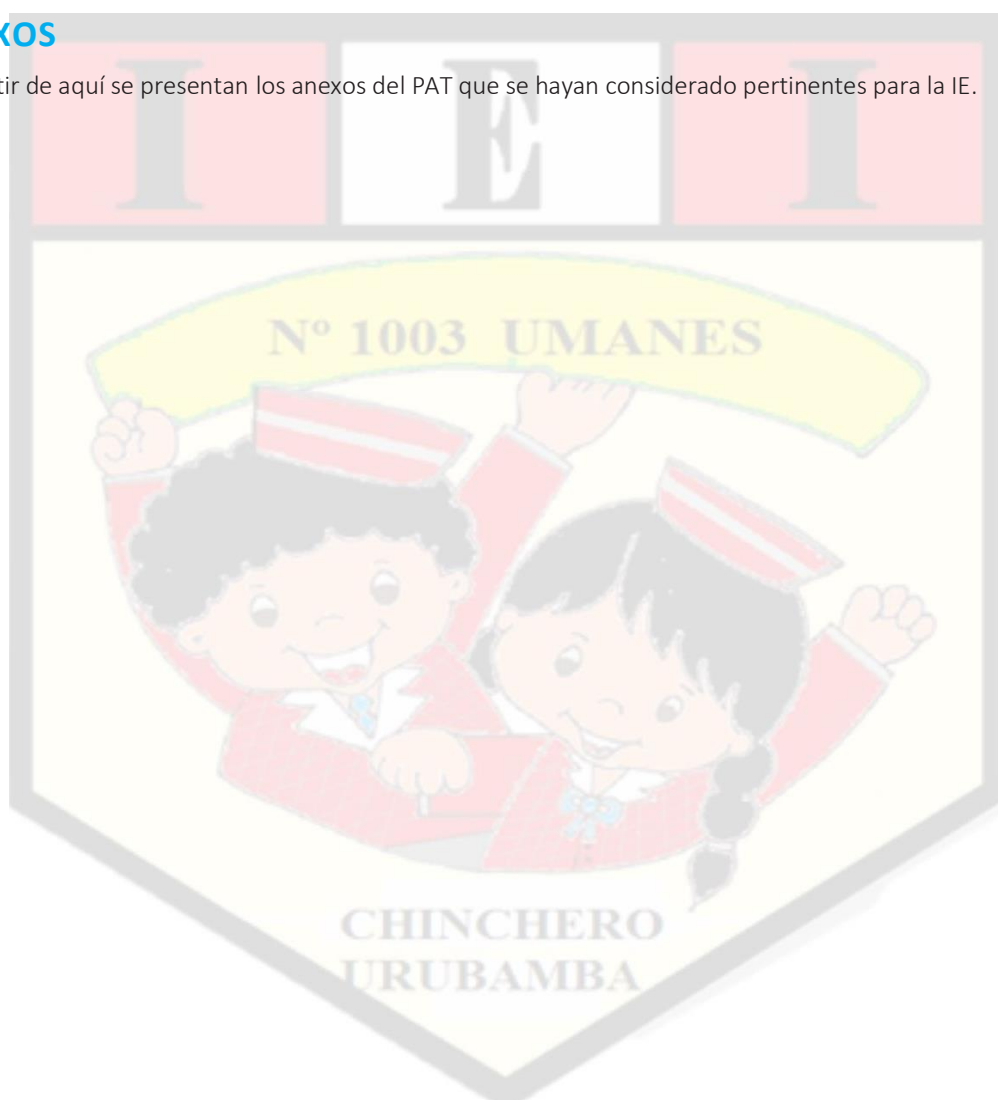 XOS
tir de aquí se presentan los anexos del PAT que se hayan considerado pertinentes para la IE.
I E I
Nº 1003 UMANES
CHINCHERO
URUBAMBA